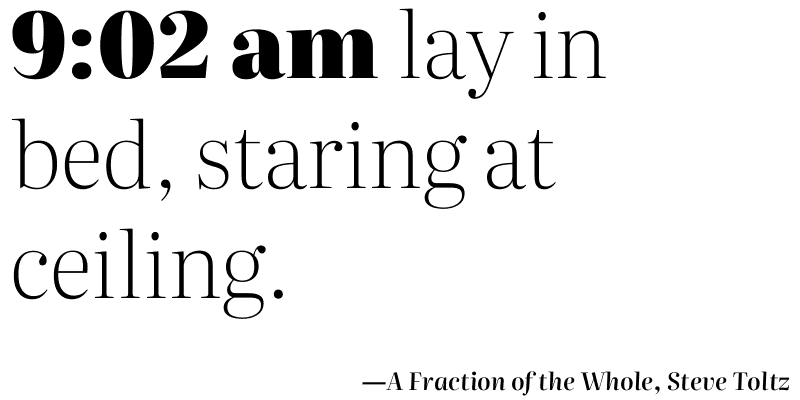 9:02 am lay in
bed, staring at
ceiling.
—A Fraction of the Whole, Steve Toltz